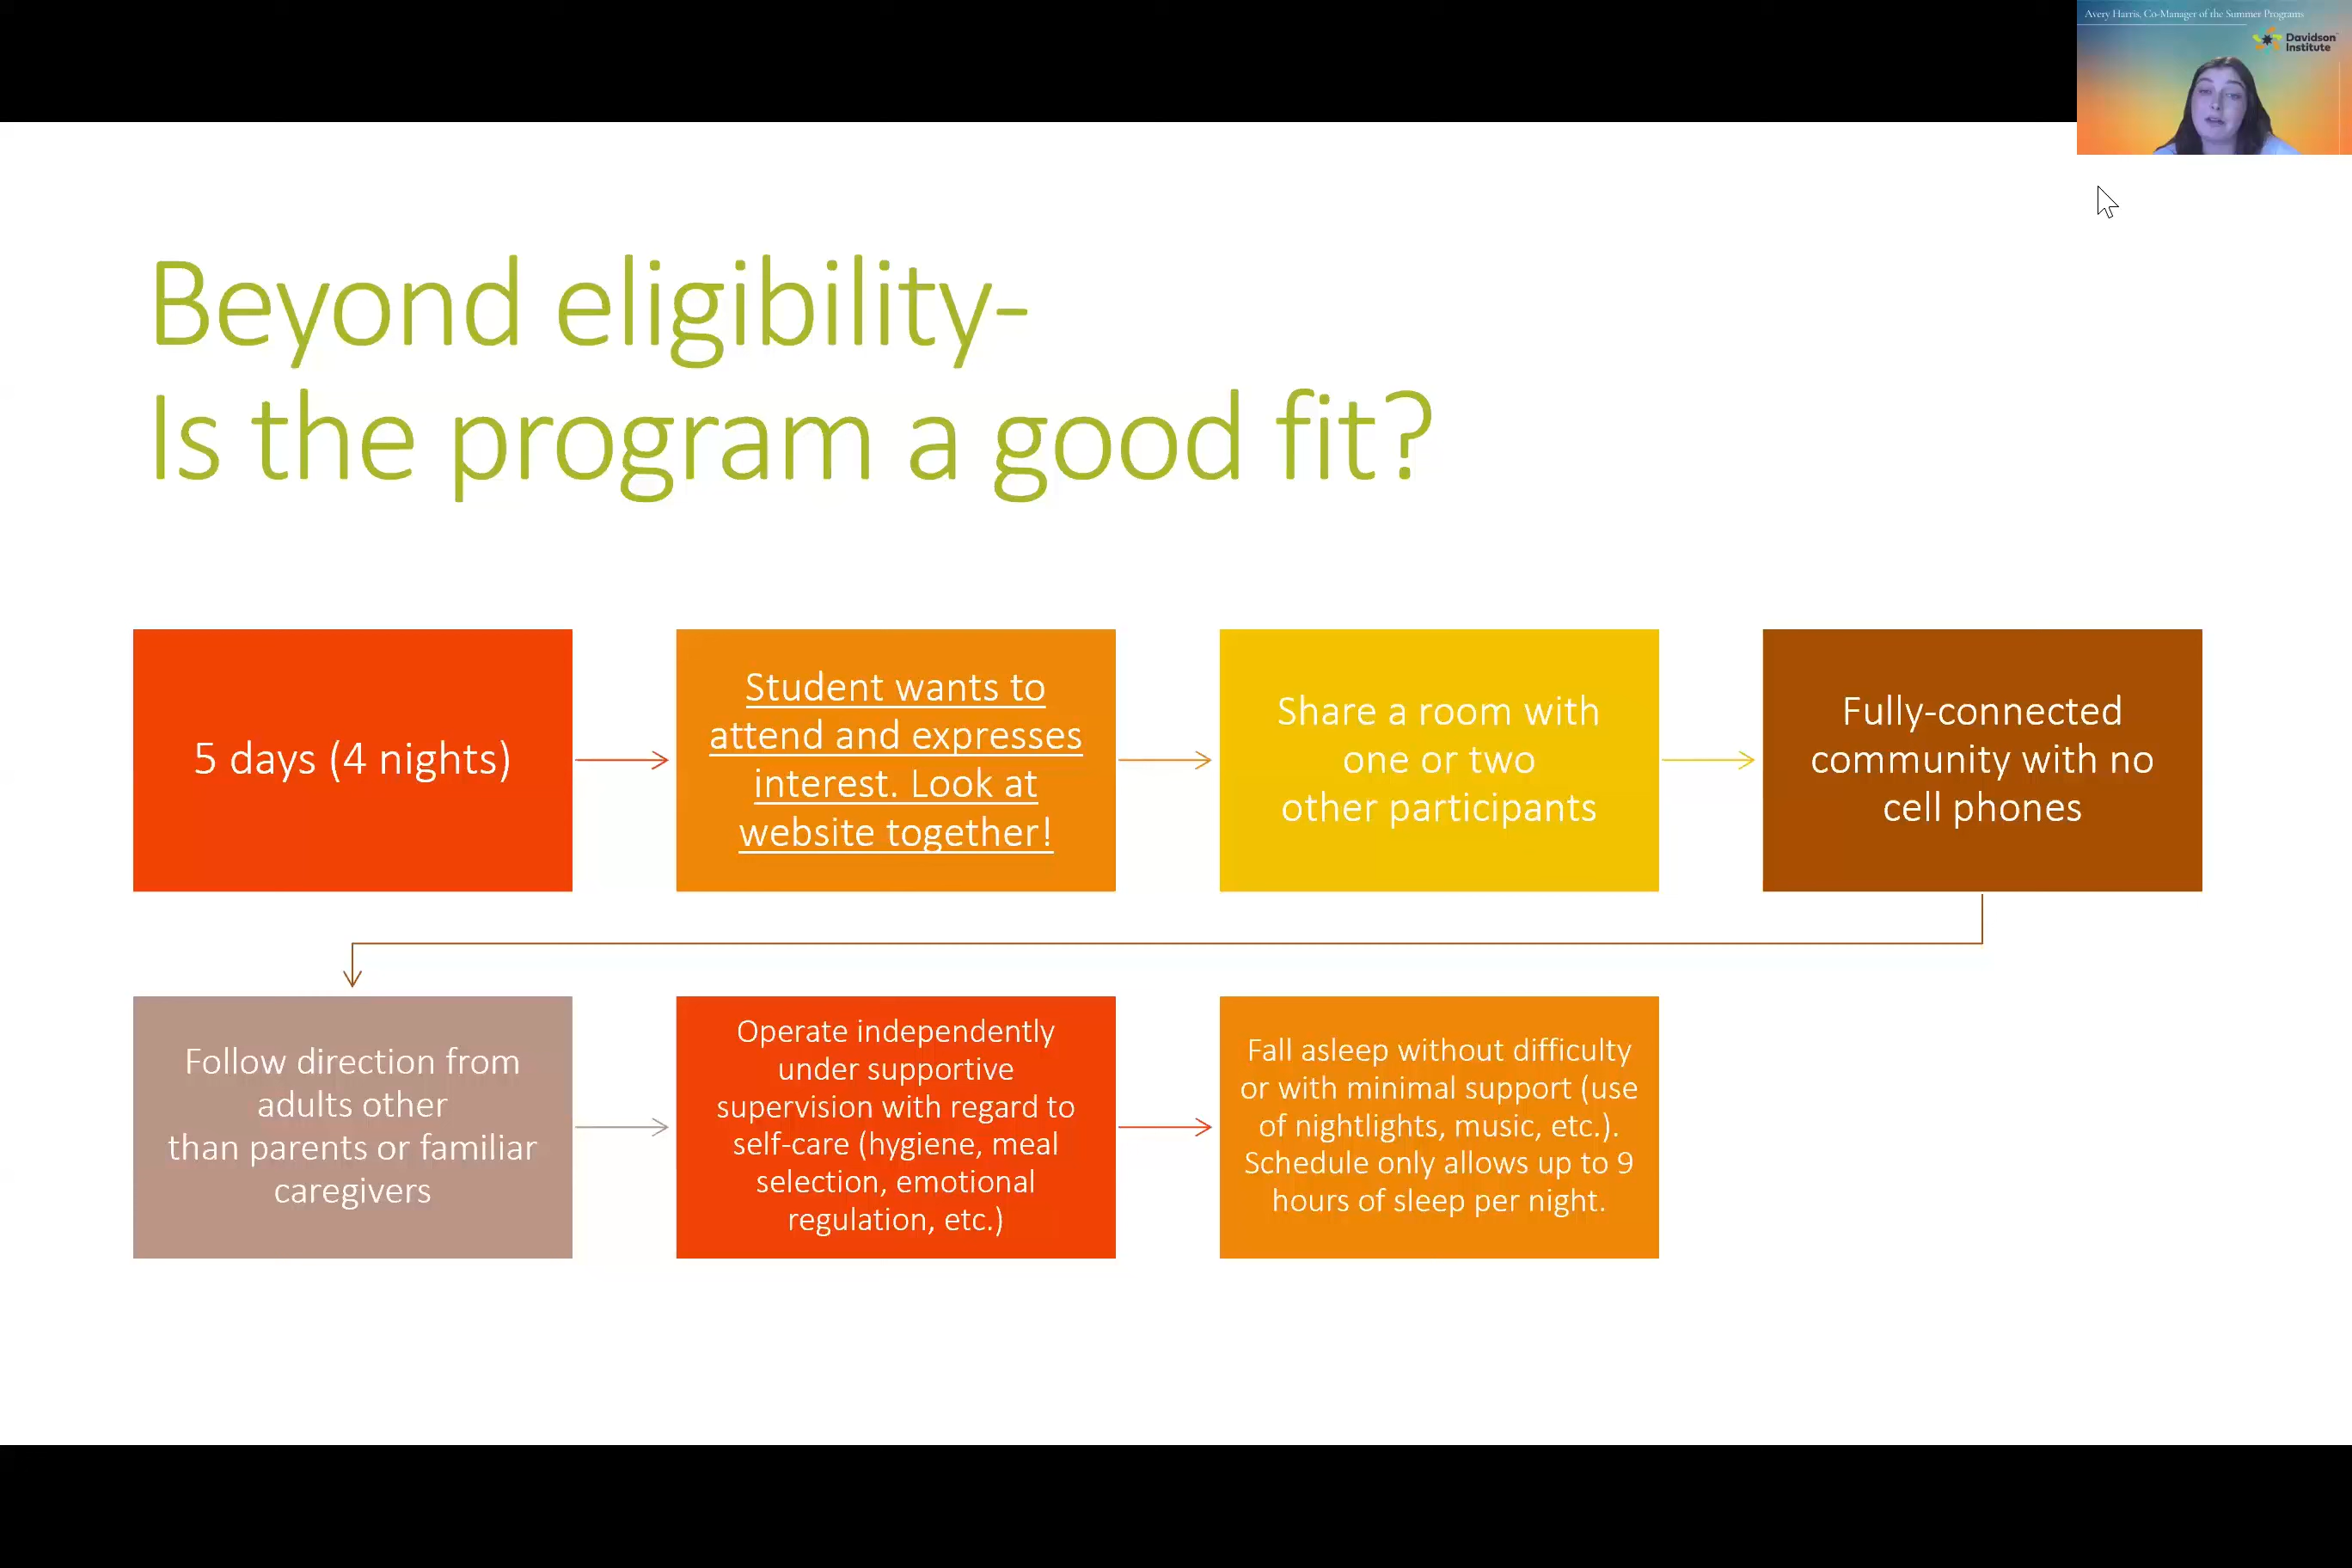 Avery Harris, Co-Manager of the Summer Programs
Davidson
Institute
Beyond eligibility-
Is the program a good fit?
5 days (4 nights)
Student wants to
attend and expresses
interest. Look at
website together!
Share a room with
one or two
other participants
Fully-connected
community with no
cell phones
Follow direction from
adults other
than parents or familiar
caregivers
Operate independently
under supportive
supervision with regard to
self-care (hygiene, meal
selection, emotional
regulation, etc.)
Fall asleep without difficulty
or with minimal support (use
of nightlights, music, etc.).
Schedule only allows up to 9
hours of sleep per night.